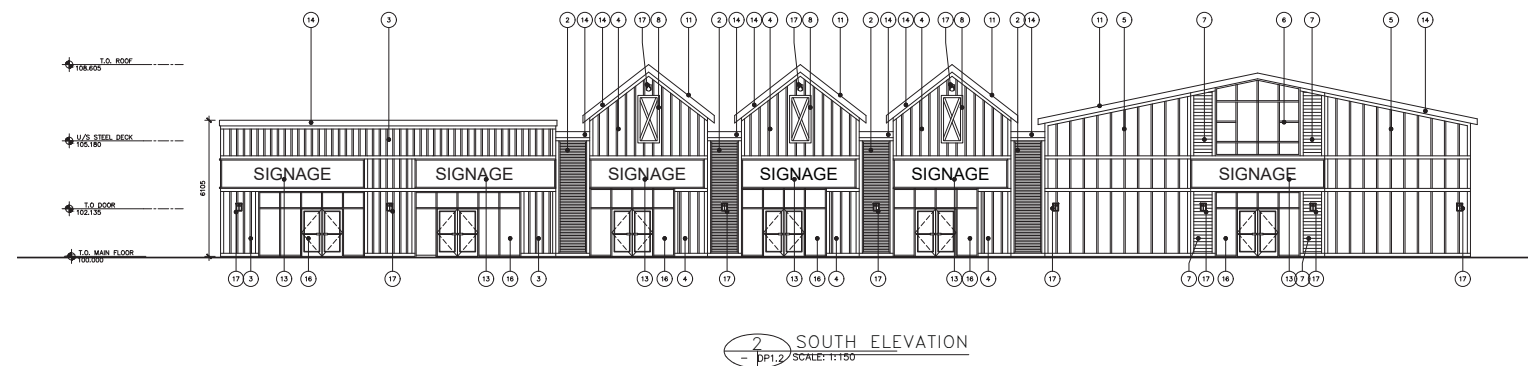 14 3 2 14 14 4 17 8 11 2 14 14 4 17 8 11 2 14 14 4 17 8 11 2 14 11 5 7 6 7 5 14
T.O. ROOF
108.605
U/S STEEL DECK
105.180
6105
SIGNAGE SIGNAGE SIGNAGE SIGNAGE SIGNAGE SIGNAGE
T.O DOOR
102.135
T.O. MAIN FLOOR
100.000
17 3 13 16 17 13 16 3 13 16 4 17 13 16 4 17 13 16 4 17 7 17 16 13 7 17 17
2 SOUTH ELEVATION
- DP1.2 SCALE: 1:150